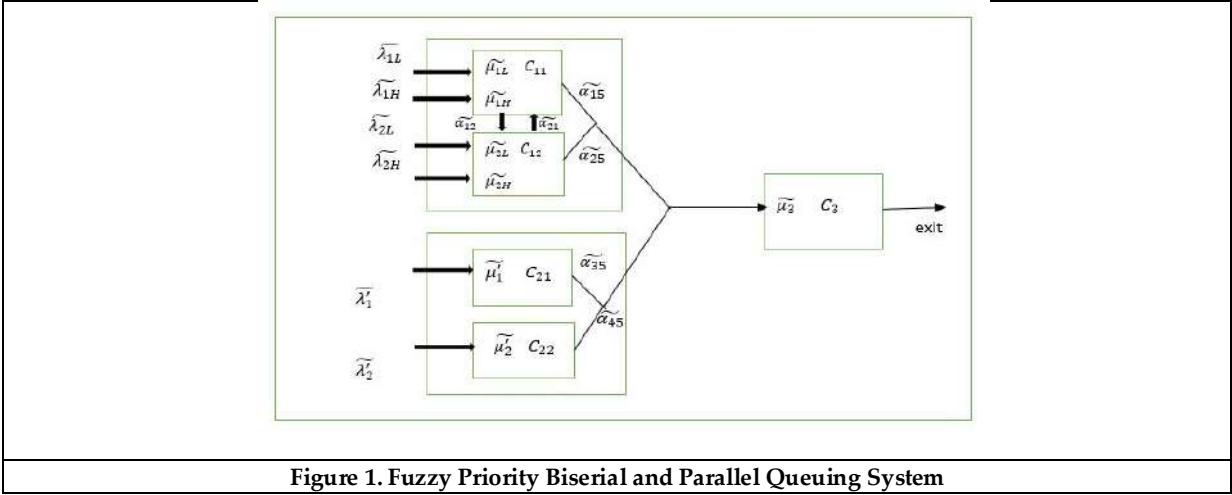 λ̃₁L
λ̃₁H
λ̃₂L
λ̃₂H
μ̃₁L C₁₁
μ̃₁H
α̃₁₂ α̃₂₁
μ̃₂L C₁₂
μ̃₂H
α̃₁₅
α̃₂₅
μ̃₃ C₃
exit
λ̃′₁
λ̃′₂
μ̃′₁ C₂₁
μ̃′₂ C₂₂
α̃₃₅
α̃₄₅
Figure 1. Fuzzy Priority Biserial and Parallel Queuing System